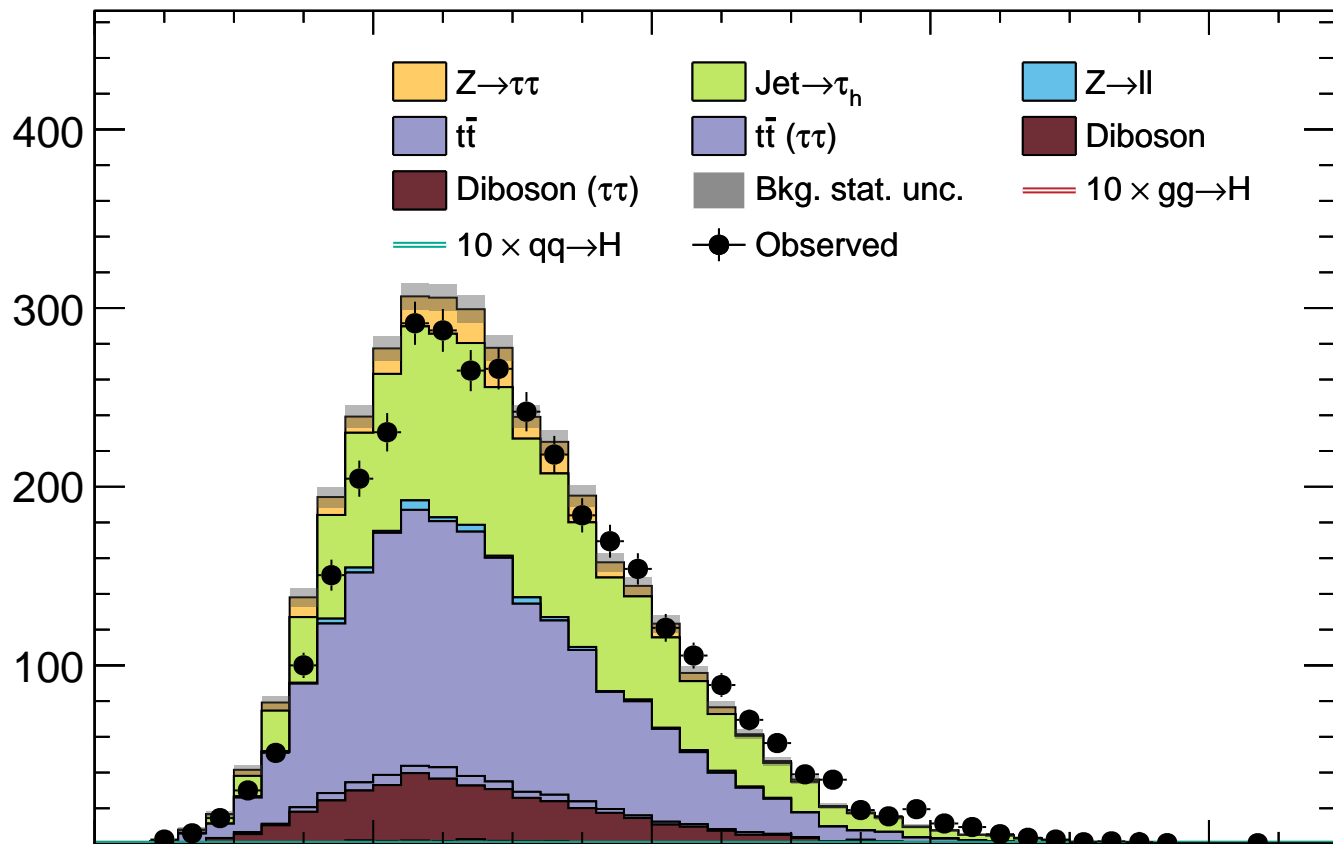 Z→ττ Jet→τₕ Z→ll
tt̄ tt̄ (ττ) Diboson
Diboson (ττ) Bkg. stat. unc. 10 × gg→H
10 × qq→H Observed
400
300
200
100